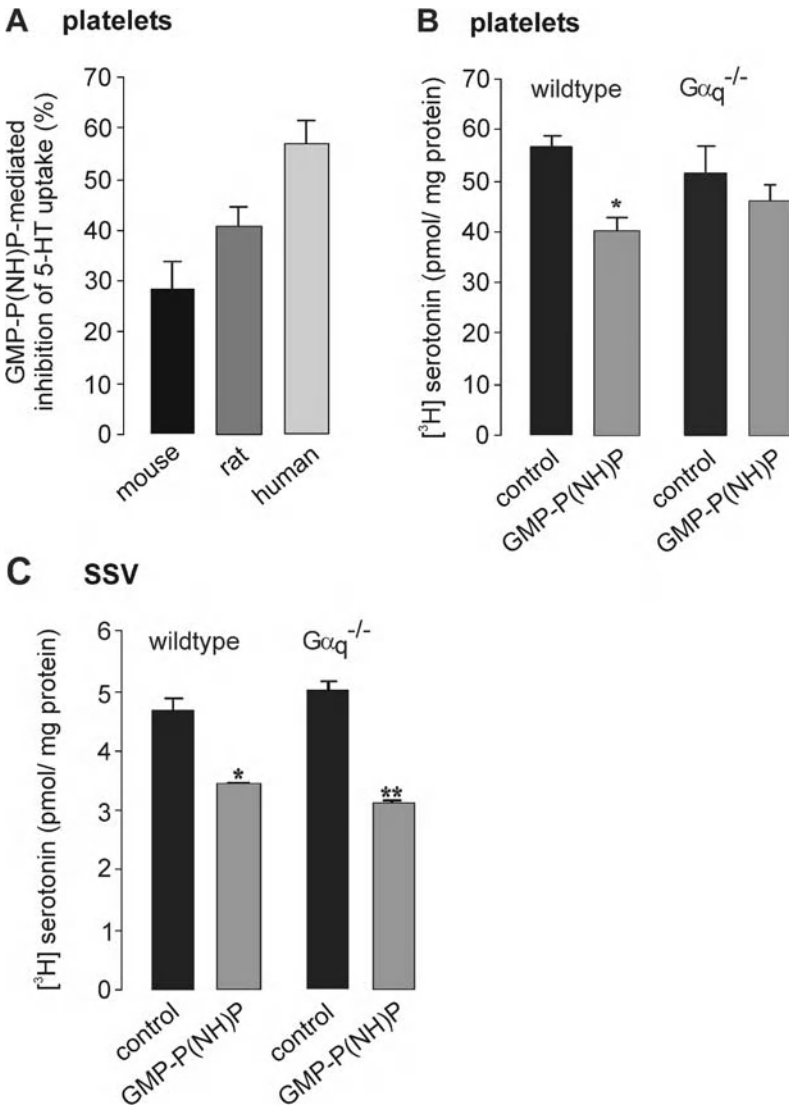 A platelets
GMP-P(NH)P-mediated
inhibition of 5-HT uptake (%)
70
60
50
40
30
20
10
0
mouse
rat
human
B platelets
[³H] serotonin (pmol/ mg protein)
70
60
50
40
30
20
10
0
wildtype
Gαq⁻/⁻
*
control
GMP-P(NH)P
control
GMP-P(NH)P
C SSV
[³H] serotonin (pmol/ mg protein)
6
5
4
3
2
1
0
wildtype
Gαq⁻/⁻
*
**
control
GMP-P(NH)P
control
GMP-P(NH)P